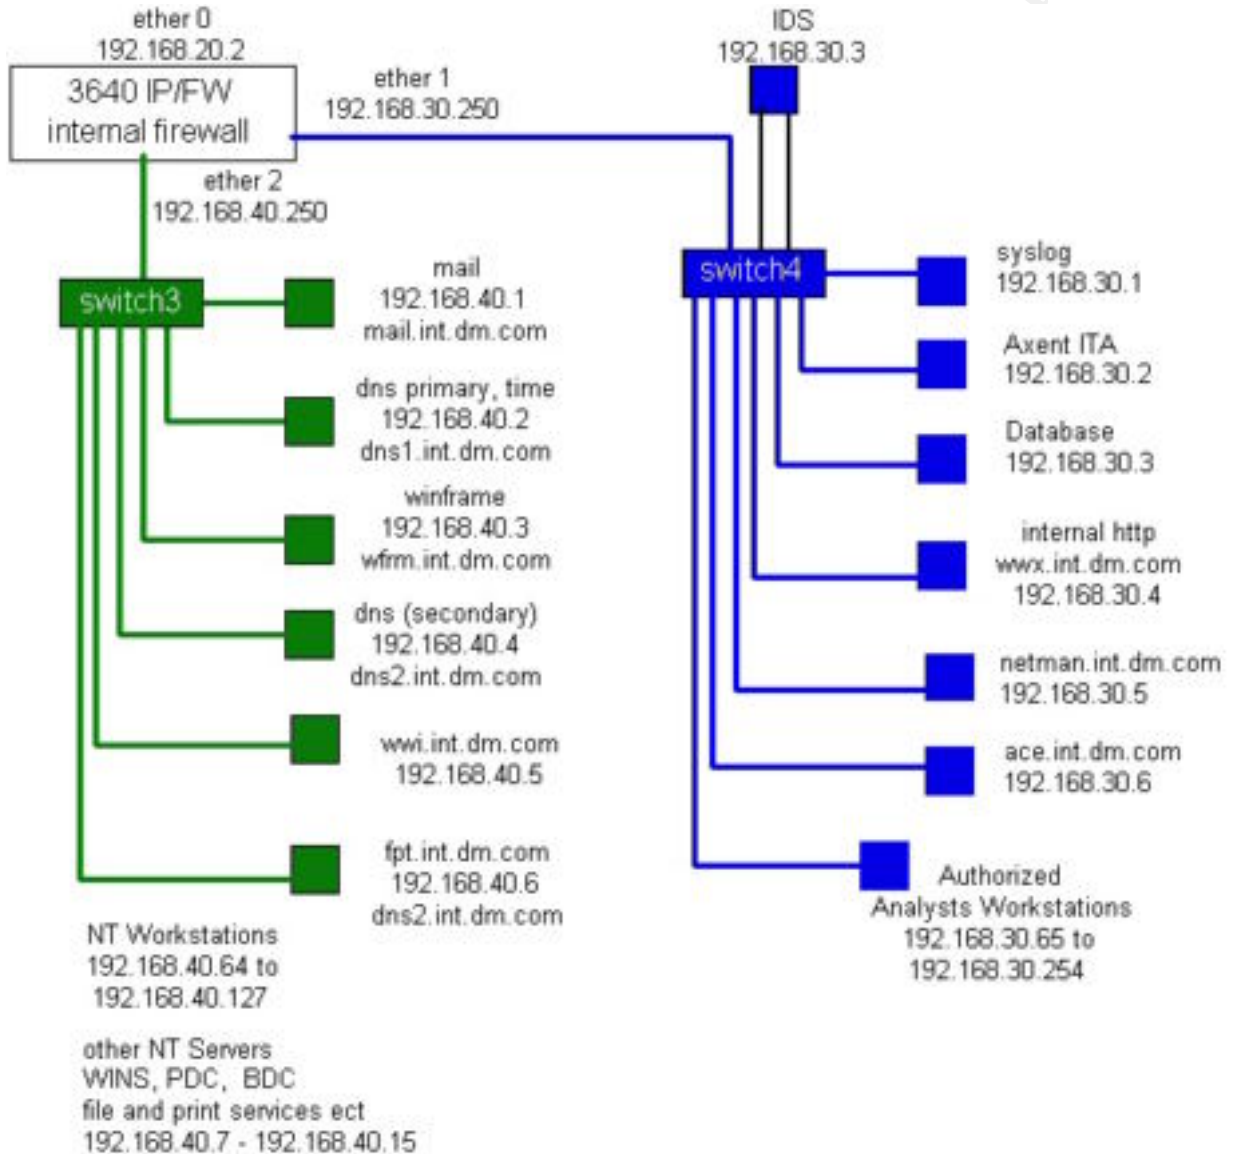 ether 0
192.168.20.2
3640 IP/FW
internal firewall
ether 1
192.168.30.250
ether 2
192.168.40.250
IDS
192.168.30.3
switch3
mail
192.168.40.1
mail.int.dm.com
dns primary, time
192.168.40.2
dns1.int.dm.com
winframe
192.168.40.3
wfrm.int.dm.com
dns (secondary)
192.168.40.4
dns2.int.dm.com
wwi.int.dm.com
192.168.40.5
fpt.int.dm.com
192.168.40.6
dns2.int.dm.com
NT Workstations
192.168.40.64 to
192.168.40.127
other NT Servers
WINS, PDC, BDC
file and print services ect
192.168.40.7 - 192.168.40.15
switch4
syslog
192.168.30.1
Axent ITA
192.168.30.2
Database
192.168.30.3
internal http
wwx.int.dm.com
192.168.30.4
netman.int.dm.com
192.168.30.5
ace.int.dm.com
192.168.30.6
Authorized
Analysts Workstations
192.168.30.65 to
192.168.30.254